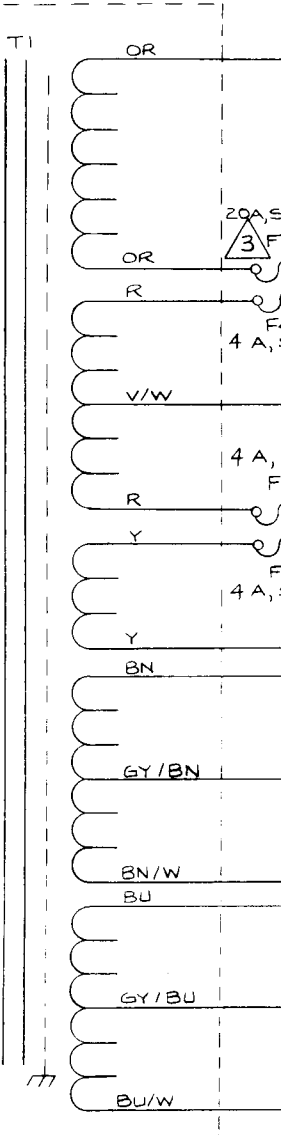 T1
OR
20A, S
3 F
OR
R
F
4 A, S
V/W
4 A,
F
R
Y
F
4 A,
Y
BN
GY/BN
BN/W
BU
GY/BU
BU/W